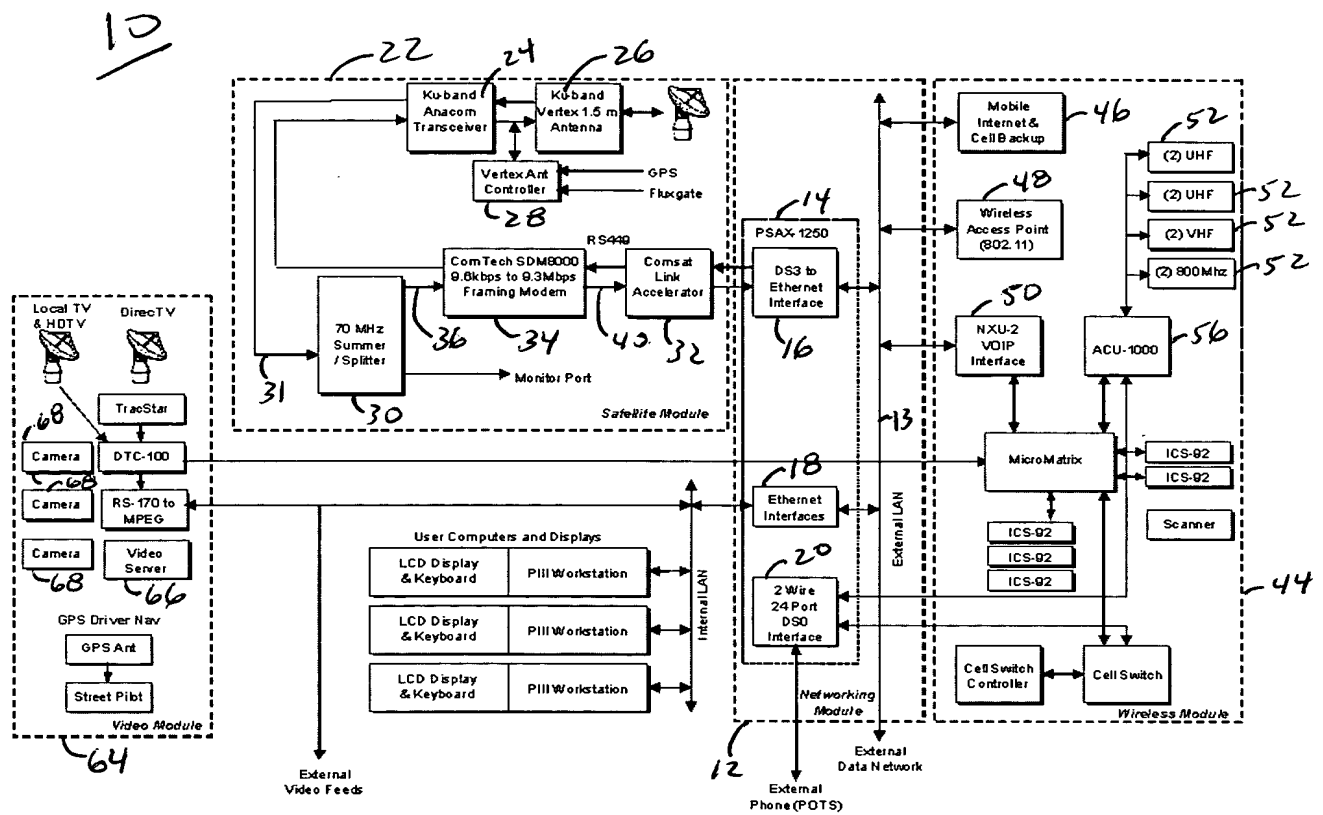 10
22
24
26
Ku-band
Anacom
Transceiver
Ku-band
Vertex 1.5 m
Antenna
Vertex Ant
Controller
28
GPS
Fluxgate
RS449
ComTech SDM8000
9.6kbps to 9.3Mbps
Framing Modem
Comsat
Link
Accelerator
36
34
40
32
70 MHz
Summer
/ Splitter
31
30
Monitor Port
Satellite Module
14
PSAX-1250
DS3 to
Ethernet
Interface
16
18
Ethernet
Interfaces
20
2 Wire
24 Port
DS0
Interface
Networking
Module
12
13
External LAN
External
Data Network
External
Phone (POTS)
Mobile
Internet &
Cell Backup
46
48
Wireless
Access Point
(802.11)
50
NXU-2
VOIP
Interface
52
(2) UHF
(2) UHF
52
(2) VHF
52
(2) 800 Mhz
52
ACU-1000
56
MicroMatrix
ICS-92
ICS-92
ICS-92
ICS-92
ICS-92
Scanner
44
Cell Switch
Controller
Cell Switch
Wireless Module
Local TV
& HDTV
DirecTV
TracStar
68
Camera
DTC-100
68
Camera
RS-170 to
MPEG
Camera
68
Video
Server
66
GPS Driver Nav
GPS Ant
Street Pilot
Video Module
64
User Computers and Displays
LCD Display
& Keyboard
PIII Workstation
LCD Display
& Keyboard
PIII Workstation
LCD Display
& Keyboard
PIII Workstation
Internal LAN
External
Video Feeds